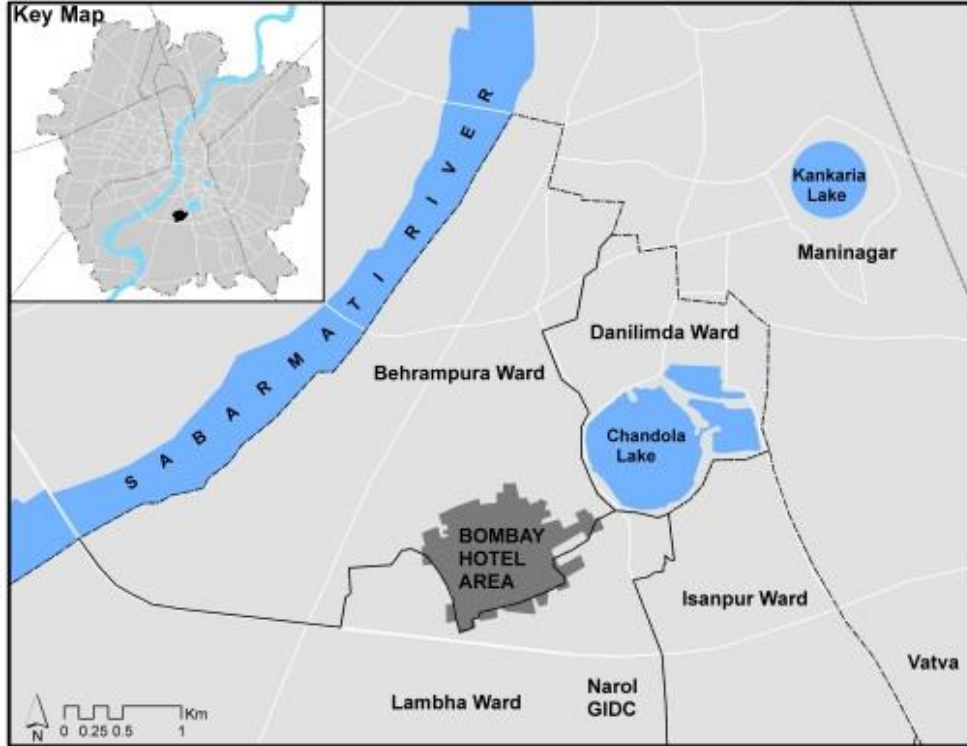 Key Map
SABARMATI RIVER
Kankaria
Lake
Maninagar
Danilimda Ward
Behrampura Ward
Chandola
Lake
BOMBAY
HOTEL
AREA
Isanpur Ward
Vatva
Lambha Ward
Narol
GIDC
N
Km
0 0.25 0.5 1